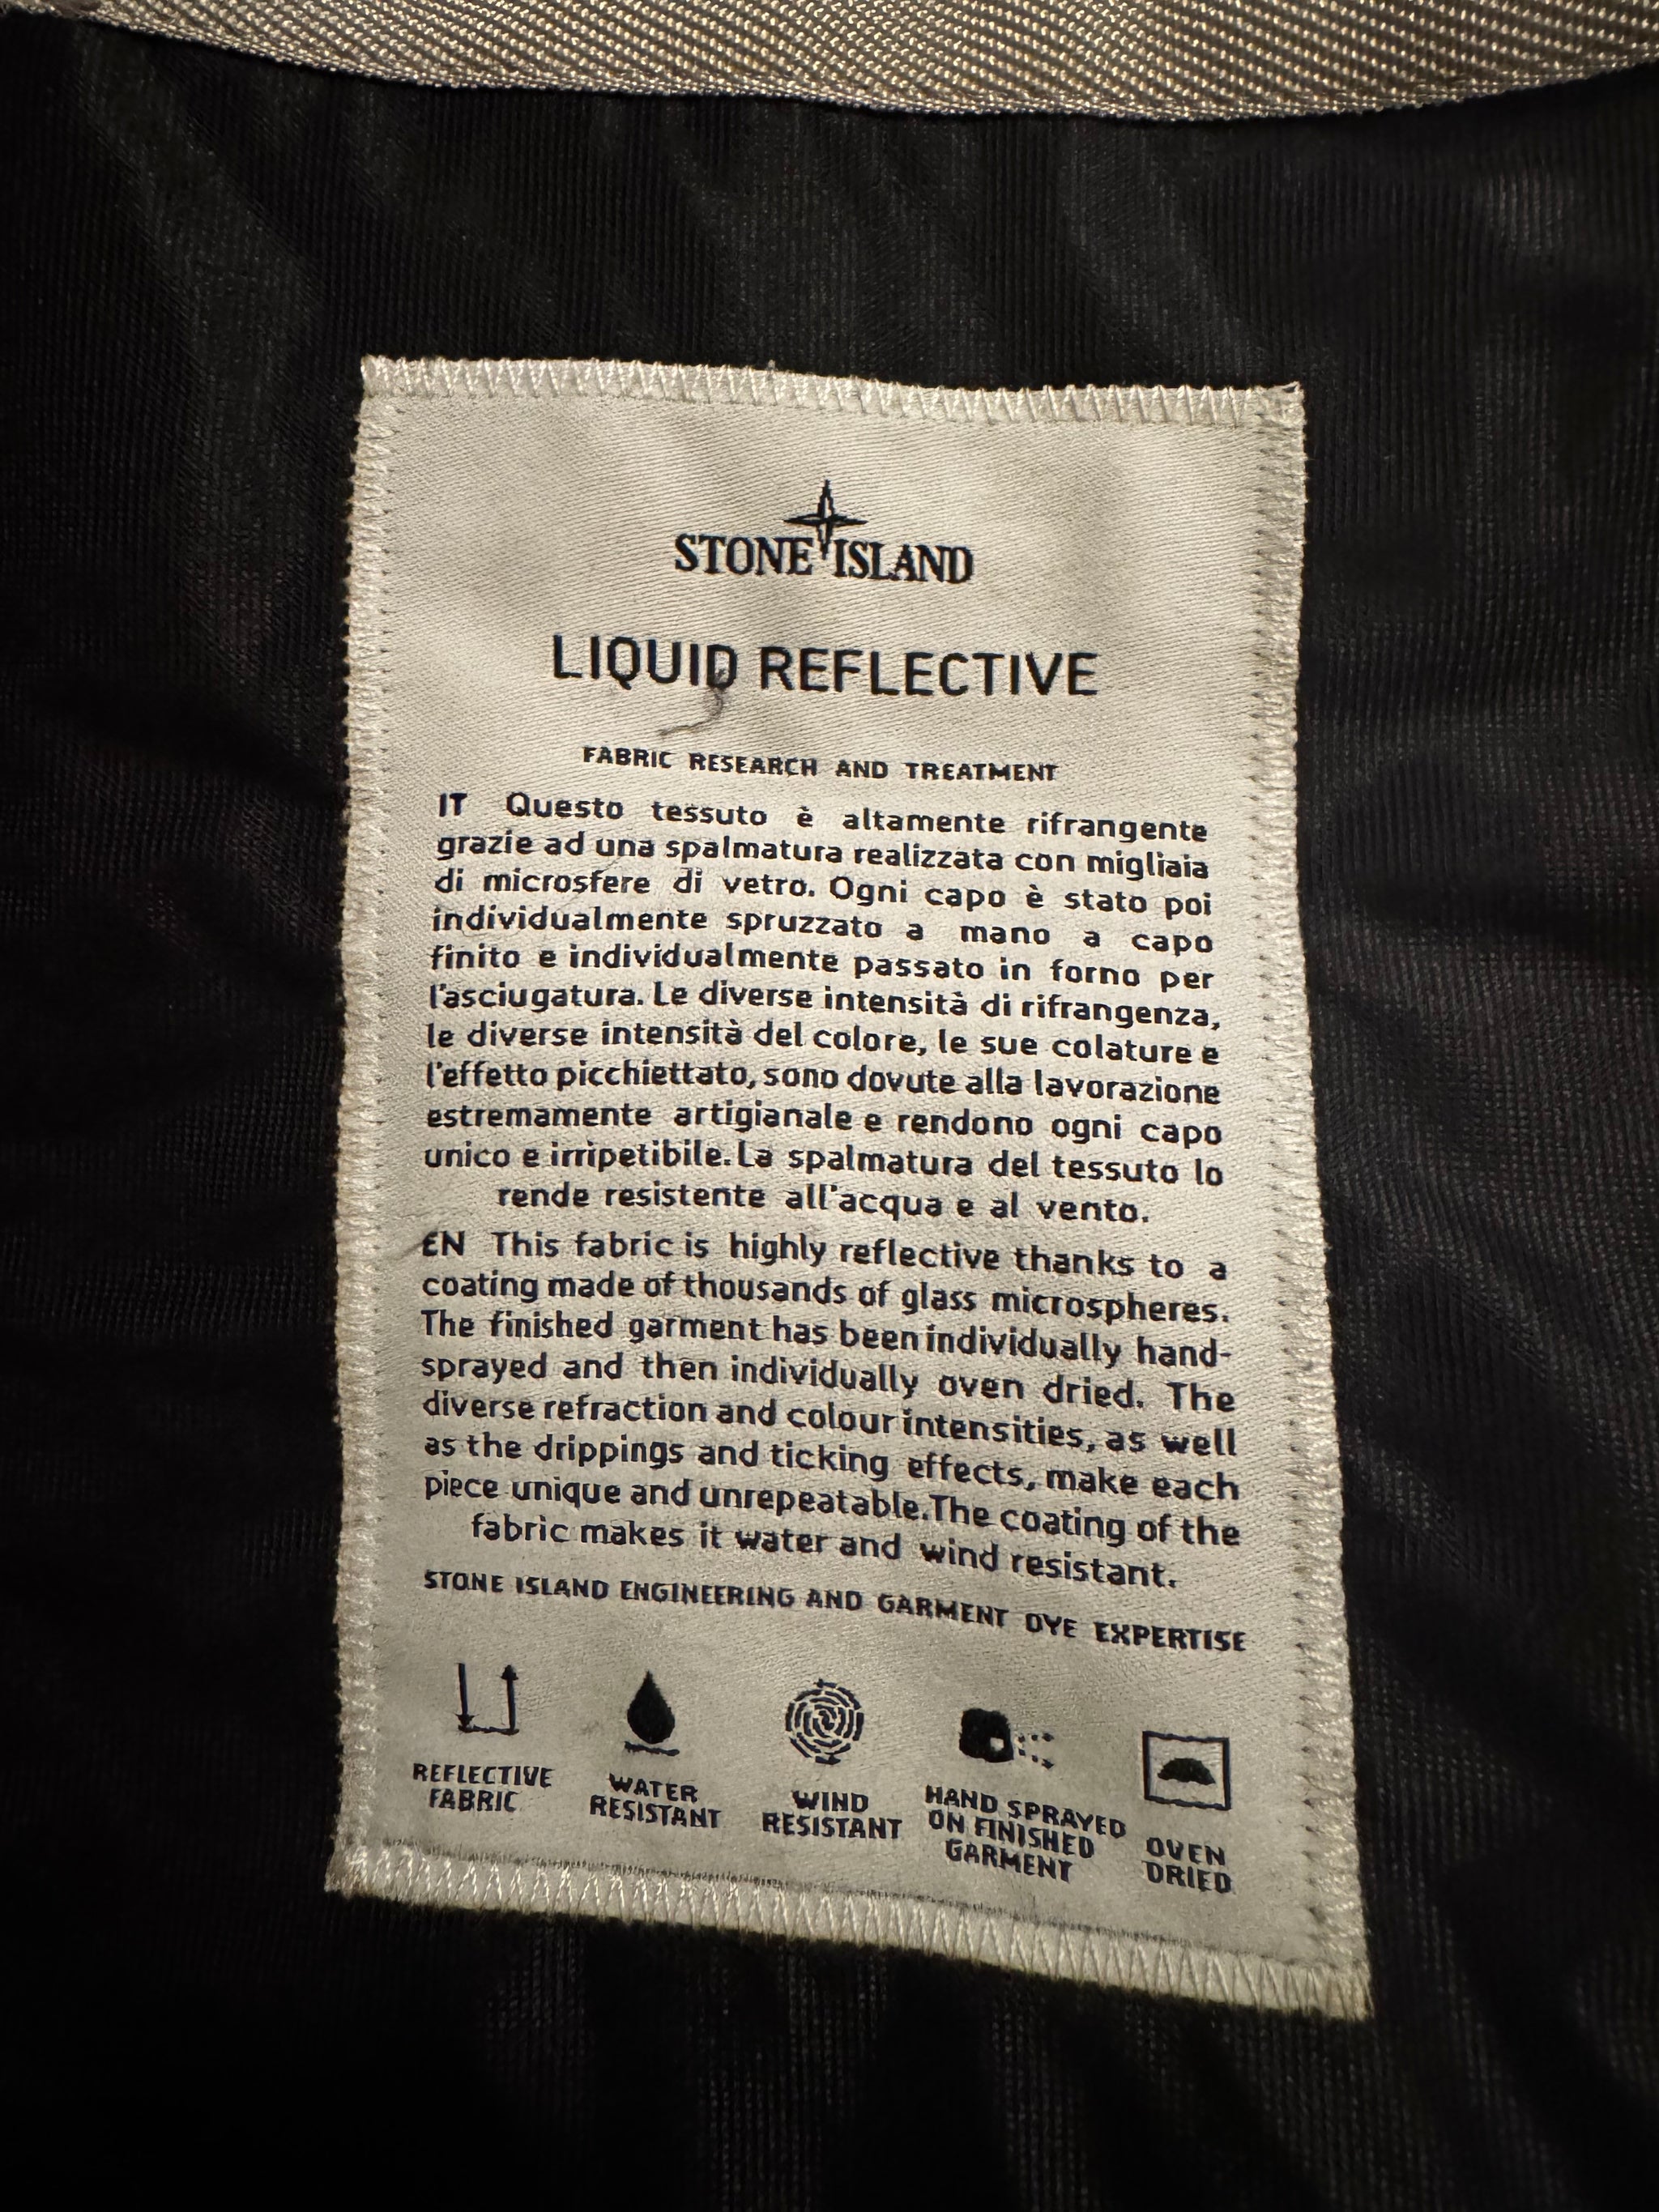 STONE ISLAND
LIQUID REFLECTIVE
FABRIC RESEARCH AND TREATMENT
IT Questo tessuto è altamente rifrangente
grazie ad una spalmatura realizzata con migliaia
di microsfere di vetro. Ogni capo è stato poi
individualmente spruzzato a mano a capo
finito e individualmente passato in forno per
l'asciugatura. Le diverse intensità di rifrangenza,
le diverse intensità del colore, le sue colature e
l'effetto picchiettato, sono dovute alla lavorazione
estremamente artigianale e rendono ogni capo
unico e irripetibile. La spalmatura del tessuto lo
rende resistente all'acqua e al vento.
EN This fabric is highly reflective thanks to a
coating made of thousands of glass microspheres.
The finished garment has been individually hand-
sprayed and then individually oven dried. The
diverse refraction and colour intensities, as well
as the drippings and ticking effects, make each
piece unique and unrepeatable. The coating of the
fabric makes it water and wind resistant.
STONE ISLAND ENGINEERING AND GARMENT DYE EXPERTISE
REFLECTIVE
FABRIC
WATER
RESISTANT
WIND
RESISTANT
HAND SPRAYED
ON FINISHED
GARMENT
OVEN
DRIED